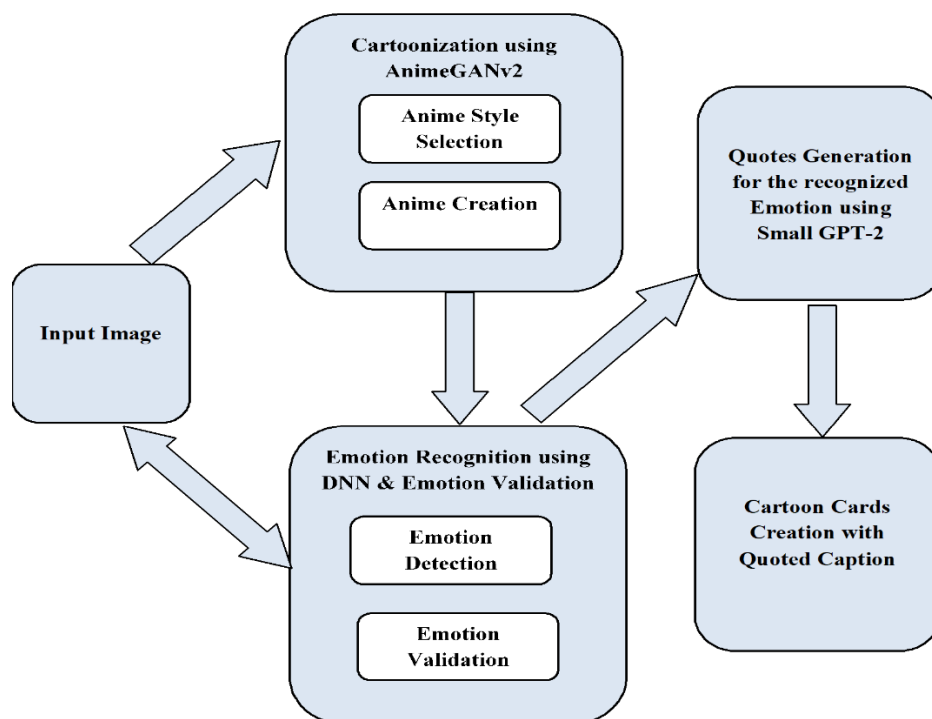 Input Image
Cartoonization using
AnimeGANv2
Anime Style
Selection
Anime Creation
Emotion Recognition using
DNN & Emotion Validation
Emotion
Detection
Emotion
Validation
Quotes Generation
for the recognized
Emotion using
Small GPT-2
Cartoon Cards
Creation with
Quoted Caption